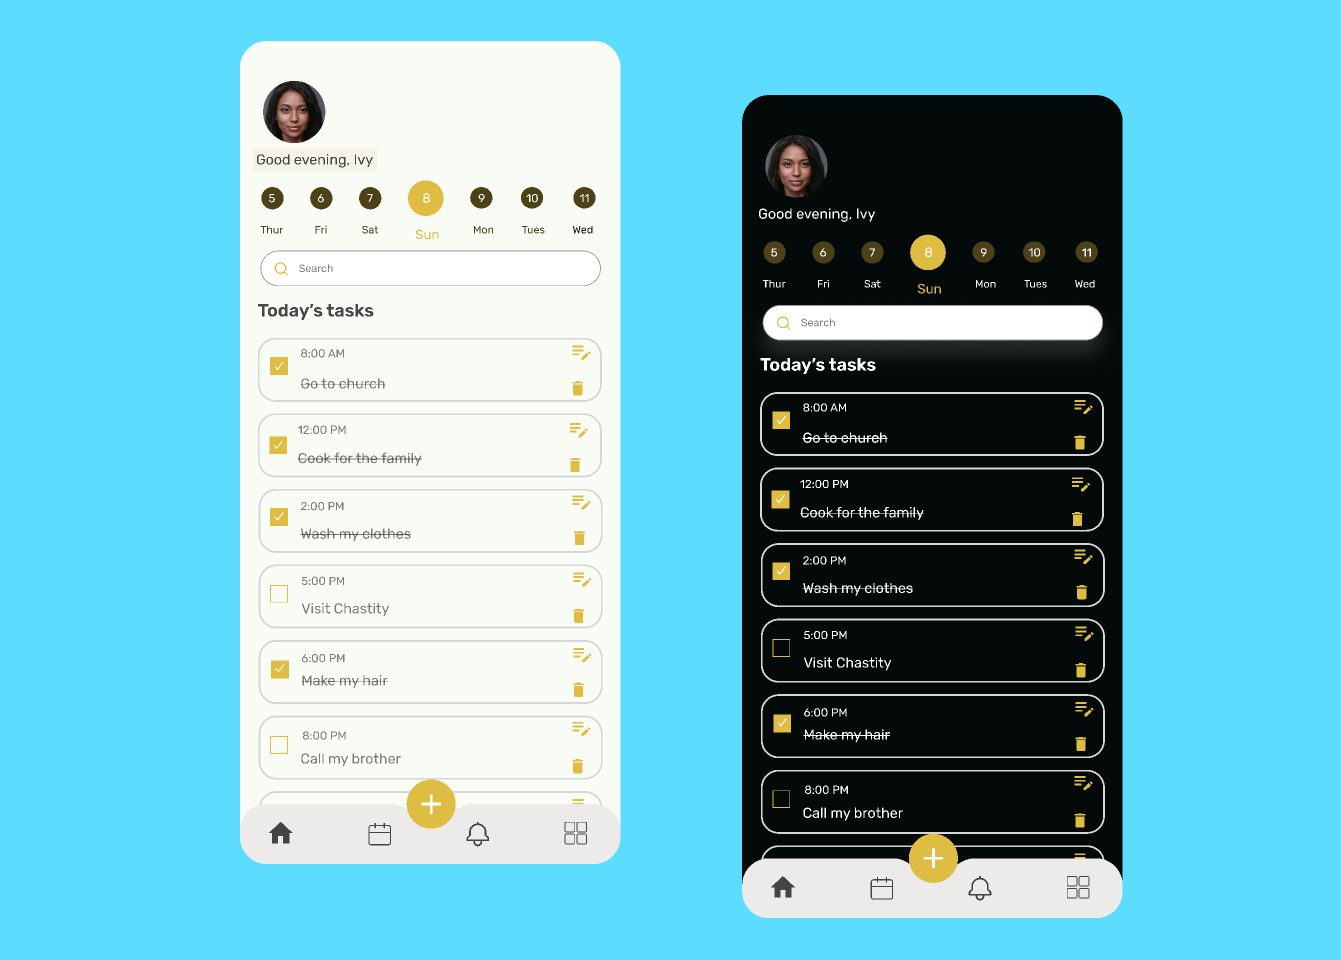 Good evening, Ivy
5 6 7 8 9 10 11
Thur Fri Sat Sun Mon Tues Wed
Search
Today's tasks
8:00 AM
Go to church
12:00 PM
Cook for the family
2:00 PM
Wash my clothes
5:00 PM
Visit Chastity
6:00 PM
Make my hair
8:00 PM
Call my brother
Good evening, Ivy
5 6 7 8 9 10 11
Thur Fri Sat Sun Mon Tues Wed
Search
Today's tasks
8:00 AM
Go to church
12:00 PM
Cook for the family
2:00 PM
Wash my clothes
5:00 PM
Visit Chastity
6:00 PM
Make my hair
8:00 PM
Call my brother